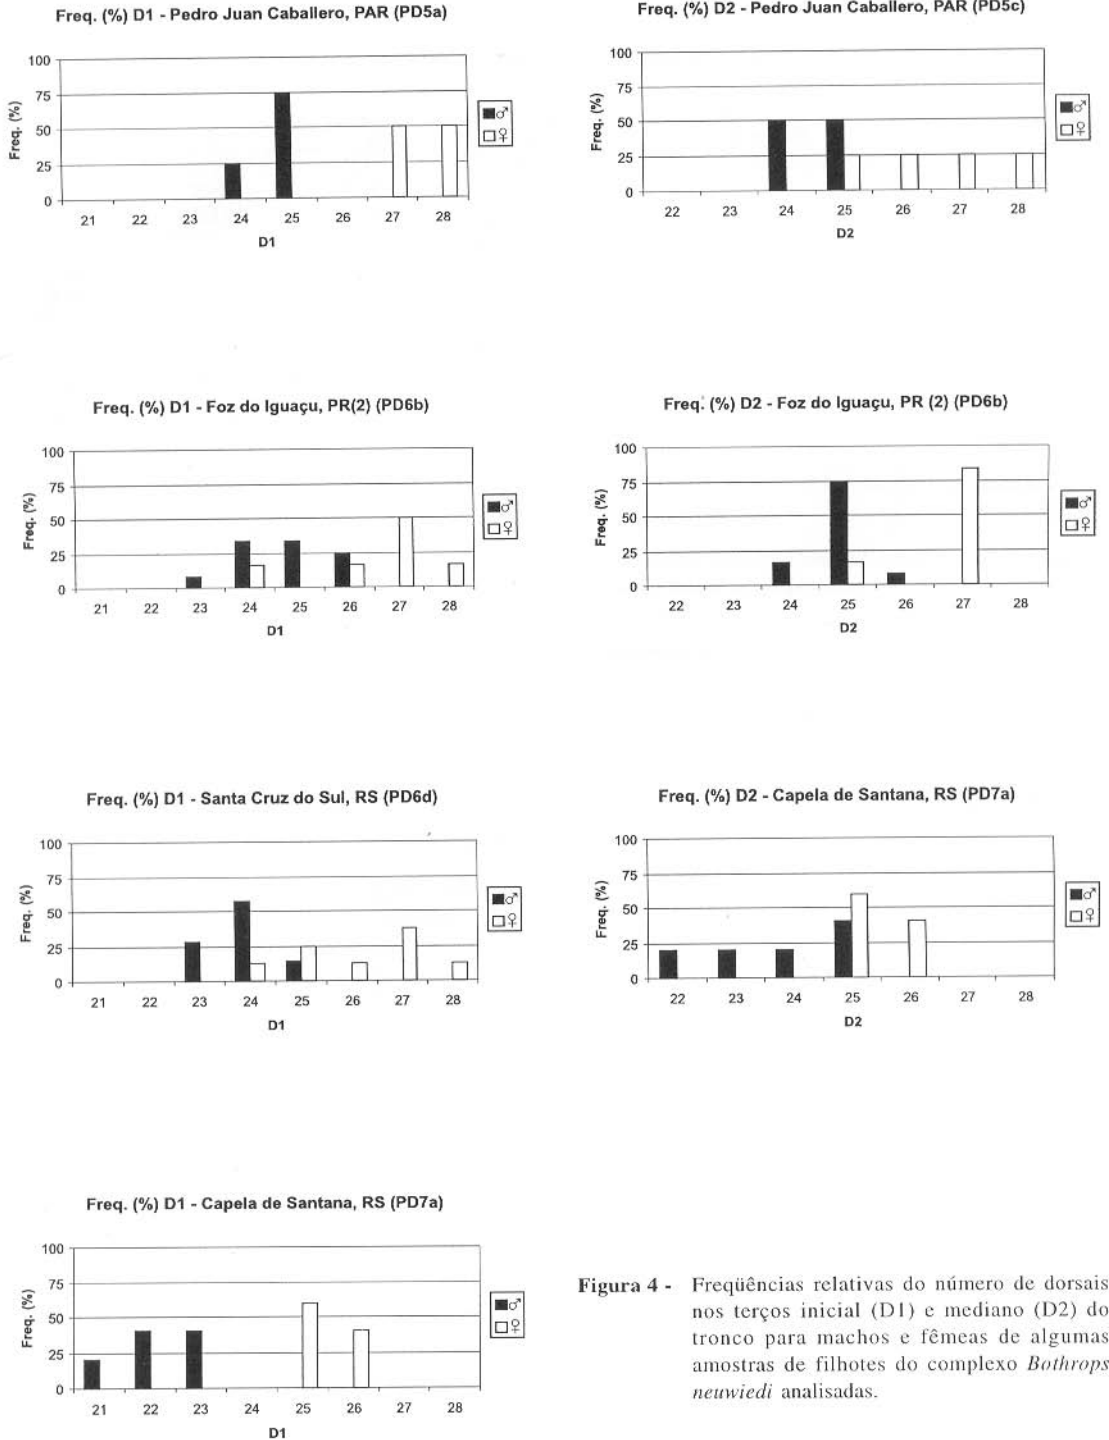 Freq. (%) D1 - Pedro Juan Caballero, PAR (PD5a)
100
75
50
25
0
Freq. (%)
21 22 23 24 25 26 27 28
D1
♂
♀
Freq. (%) D2 - Pedro Juan Caballero, PAR (PD5c)
100
75
50
25
0
Freq. (%)
22 23 24 25 26 27 28
D2
♂
♀
Freq. (%) D1 - Foz do Iguaçu, PR(2) (PD6b)
100
75
50
25
0
Freq. (%)
21 22 23 24 25 26 27 28
D1
♂
♀
Freq. (%) D2 - Foz do Iguaçu, PR (2) (PD6b)
100
75
50
25
0
Freq. (%)
22 23 24 25 26 27 28
D2
♂
♀
Freq. (%) D1 - Santa Cruz do Sul, RS (PD6d)
100
75
50
25
0
Freq. (%)
21 22 23 24 25 26 27 28
D1
♂
♀
Freq. (%) D2 - Capela de Santana, RS (PD7a)
100
75
50
25
0
Freq. (%)
22 23 24 25 26 27 28
D2
♂
♀
Freq. (%) D1 - Capela de Santana, RS (PD7a)
100
75
50
25
0
Freq. (%)
21 22 23 24 25 26 27 28
D1
♂
♀
Figura 4 - Freqüências relativas do número de dorsais
nos terços inicial (D1) e mediano (D2) do
tronco para machos e fêmeas de algumas
amostras de filhotes do complexo Bothrops
neuwiedi analisadas.